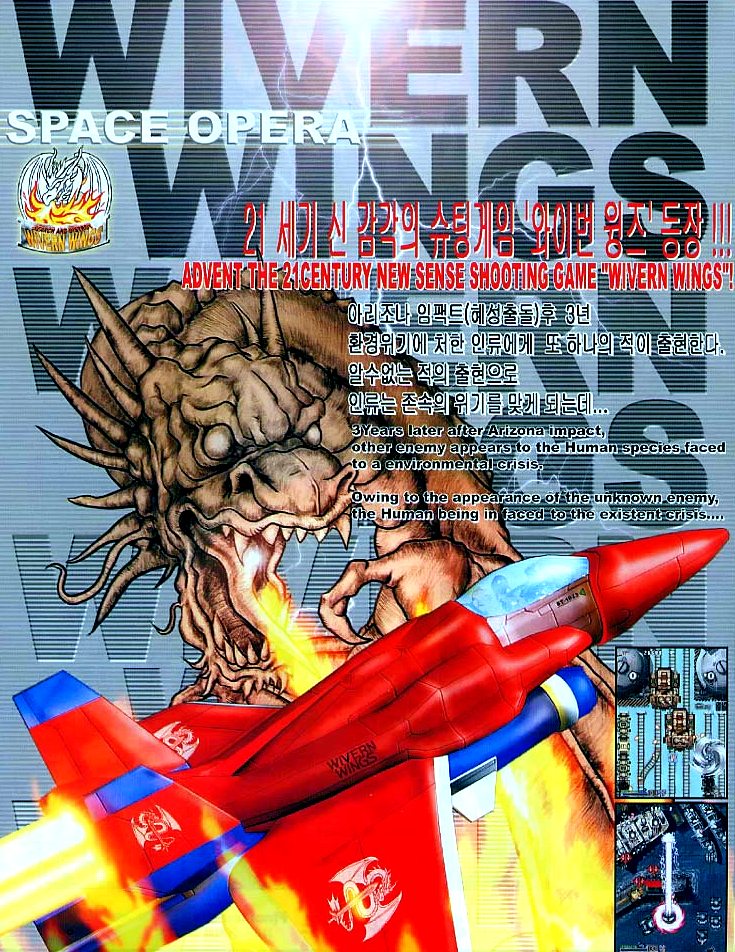 WIVERN
SPACE OPERA
WINGS
WIVERN WINGS
21 세기 신 감각의 슈팅게임 '와이번 윙즈' 등장 !!!
ADVENT THE 21CENTURY NEW SENSE SHOOTING GAME "WIVERN WINGS"!
WIVERN
아리조나 임팩트(혜성출돌)후 3년
환경위기에 처한 인류에게 또 하나의 적이 출현한다.
알수없는 적의 출현으로
인류는 존속의 위기를 맞게 되는데...
WINGS
3Years later after Arizona impact,
other enemy appears to the Human species faced
to a environmental crisis.
Owing to the appearance of the unknown enemy,
the Human being in faced to the existent crisis....
WIVERN
WIVERN
WINGS